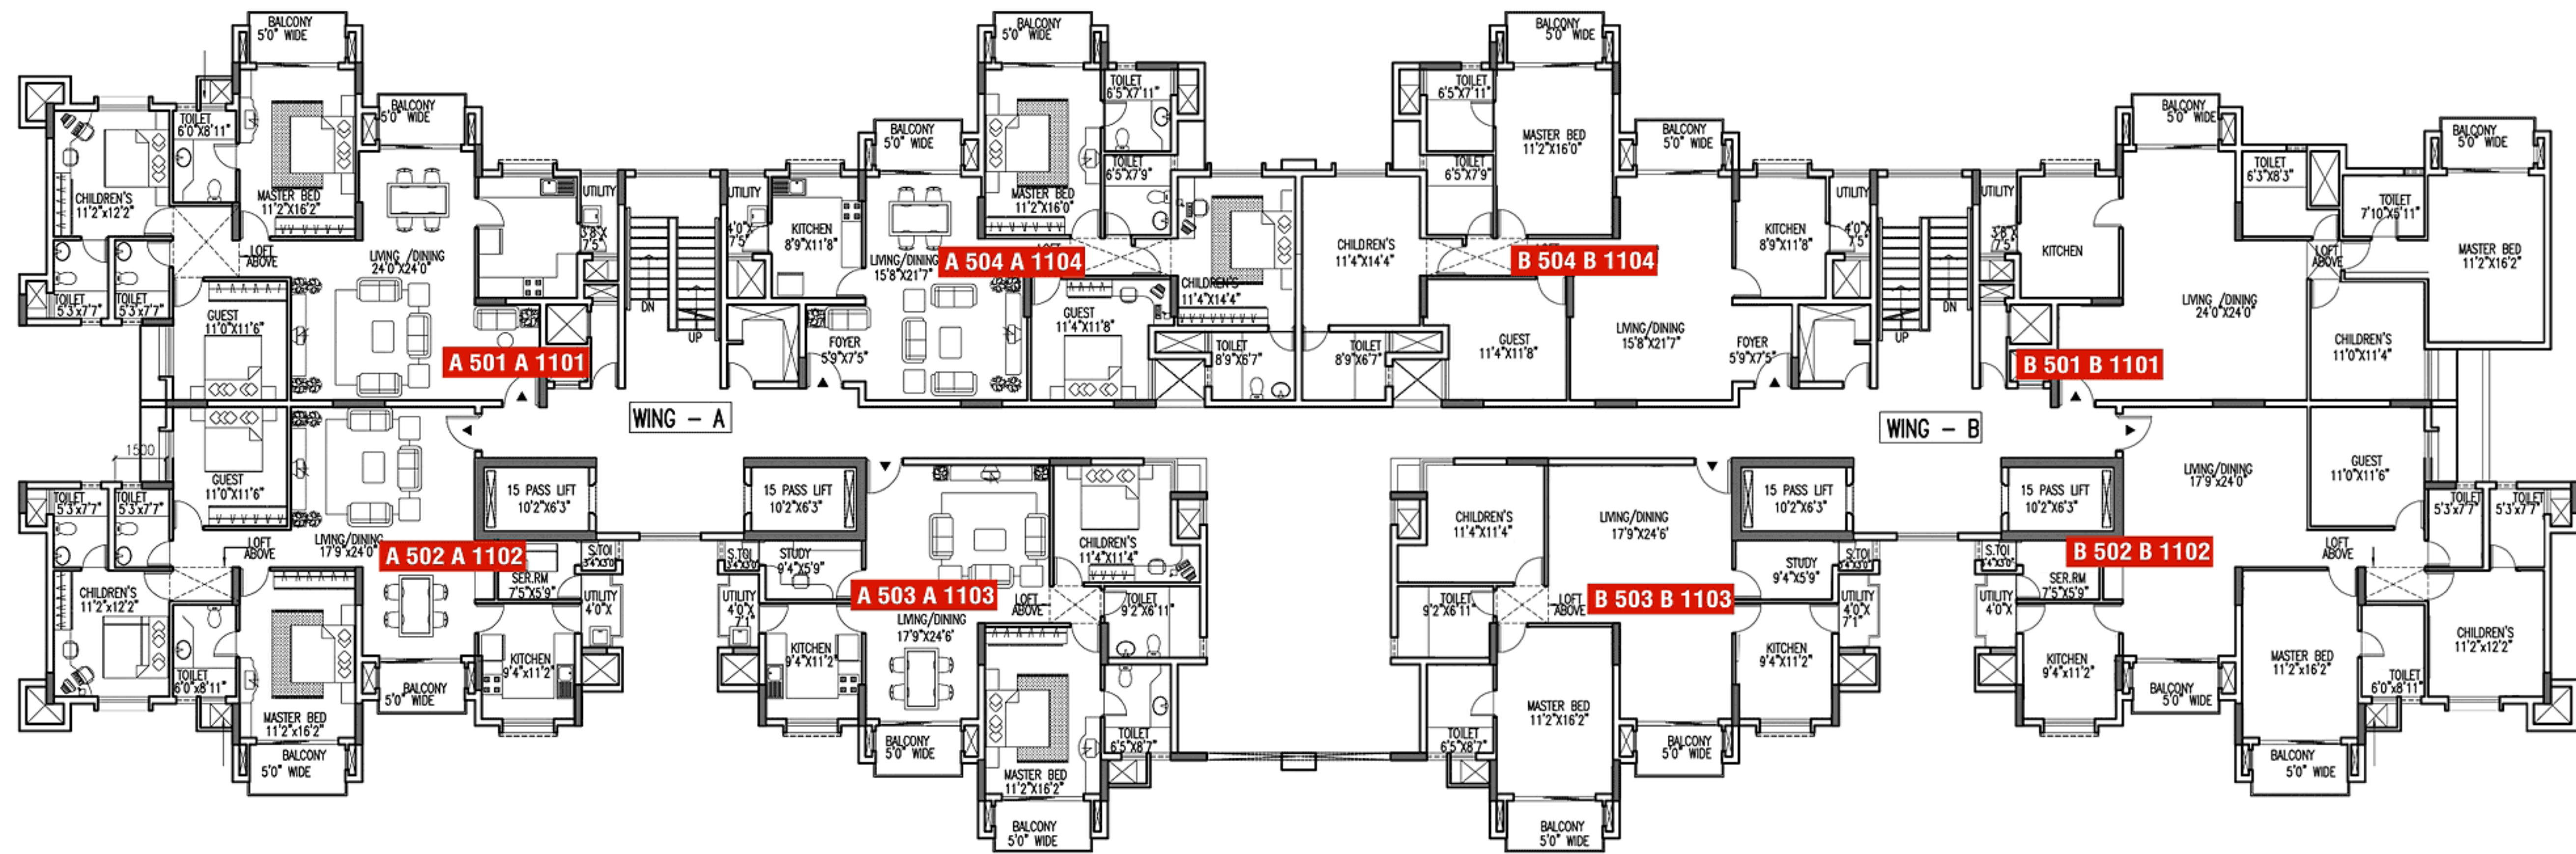 BALCONY
5'0" WIDE
BALCONY
5'0" WIDE
TOILET
6'0"X8'11"
CHILDREN'S
11'2"X12'2"
MASTER BED
11'2"X16'2"
LOFT
ABOVE
LIVING /DINING
24'0"X24'0"
TOILET
5'3"x7'7"
TOILET
5'3"x7'7"
GUEST
11'0"X11'6"
UTILITY
3'8"X
7'5"
A 501 A 1101
DN
UP
UTILITY
4'0"X
7'5"
KITCHEN
8'9"X11'8"
BALCONY
5'0" WIDE
BALCONY
5'0" WIDE
TOILET
6'5"X7'11"
TOILET
6'5"X7'9"
MASTER BED
11'2"X16'0"
LIVING/DINING
15'8"X21'7"
A 504 A 1104
CHILDREN'S
11'4"X14'4"
GUEST
11'4"X11'8"
TOILET
8'9"X6'7"
FOYER
5'9"X7'5"
BALCONY
5'0" WIDE
TOILET
6'5"X7'11"
TOILET
6'5"X7'9"
MASTER BED
11'2"X16'0"
BALCONY
5'0" WIDE
CHILDREN'S
11'4"X14'4"
B 504 B 1104
TOILET
8'9"X6'7"
GUEST
11'4"X11'8"
LIVING/DINING
15'8"X21'7"
FOYER
5'9"X7'5"
KITCHEN
8'9"X11'8"
UTILITY
4'0"X
7'5"
DN
UP
UTILITY
3'8"X
7'5"
KITCHEN
BALCONY
5'0" WIDE
TOILET
6'3"X8'3"
BALCONY
5'0" WIDE
TOILET
7'10"X5'11"
LOFT
ABOVE
MASTER BED
11'2"X16'2"
LIVING /DINING
24'0"X24'0"
CHILDREN'S
11'0"X11'4"
B 501 B 1101
WING - A
WING - B
1500
GUEST
11'0"X11'6"
TOILET
5'3"x7'7"
TOILET
5'3"x7'7"
LOFT
ABOVE
LIVING/DINING
17'9"x24'0"
A 502 A 1102
CHILDREN'S
11'2"x12'2"
TOILET
6'0"x8'11"
MASTER BED
11'2"x16'2"
BALCONY
5'0" WIDE
BALCONY
5'0" WIDE
15 PASS LIFT
10'2"X6'3"
SER.RM
7'5"X5'9"
S.TOI
3'4"X3'0"
UTILITY
4'0"X
KITCHEN
9'4"x11'2"
15 PASS LIFT
10'2"X6'3"
S.TOI
3'4"X3'0"
STUDY
9'4"x5'9"
UTILITY
4'0"X
7'1"
KITCHEN
9'4"x11'2"
A 503 A 1103
LIVING/DINING
17'9"X24'6"
LOFT
ABOVE
CHILDREN'S
11'4"X11'4"
TOILET
9'2"X6'11"
TOILET
6'5"X8'7"
MASTER BED
11'2"X16'2"
BALCONY
5'0" WIDE
BALCONY
5'0" WIDE
CHILDREN'S
11'4"X11'4"
LIVING/DINING
17'9"X24'6"
TOILET
9'2"X6'11"
LOFT
ABOVE
B 503 B 1103
TOILET
6'5"X8'7"
MASTER BED
11'2"X16'2"
BALCONY
5'0" WIDE
BALCONY
5'0" WIDE
15 PASS LIFT
10'2"X6'3"
STUDY
9'4"x5'9"
S.TOI
3'4"X3'0"
UTILITY
4'0"X
7'1"
KITCHEN
9'4"X11'2"
15 PASS LIFT
10'2"X6'3"
S.TOI
3'4"X3'0"
SER.RM
7'5"X5'9"
UTILITY
4'0"X
KITCHEN
9'4"x11'2"
B 502 B 1102
LIVING/DINING
17'9"x24'0"
GUEST
11'0"X11'6"
TOILET
5'3"x7'7"
TOILET
5'3"x7'7"
LOFT
ABOVE
MASTER BED
11'2"x16'2"
TOILET
6'0"x8'11"
CHILDREN'S
11'2"x12'2"
BALCONY
5'0" WIDE
BALCONY
5'0" WIDE